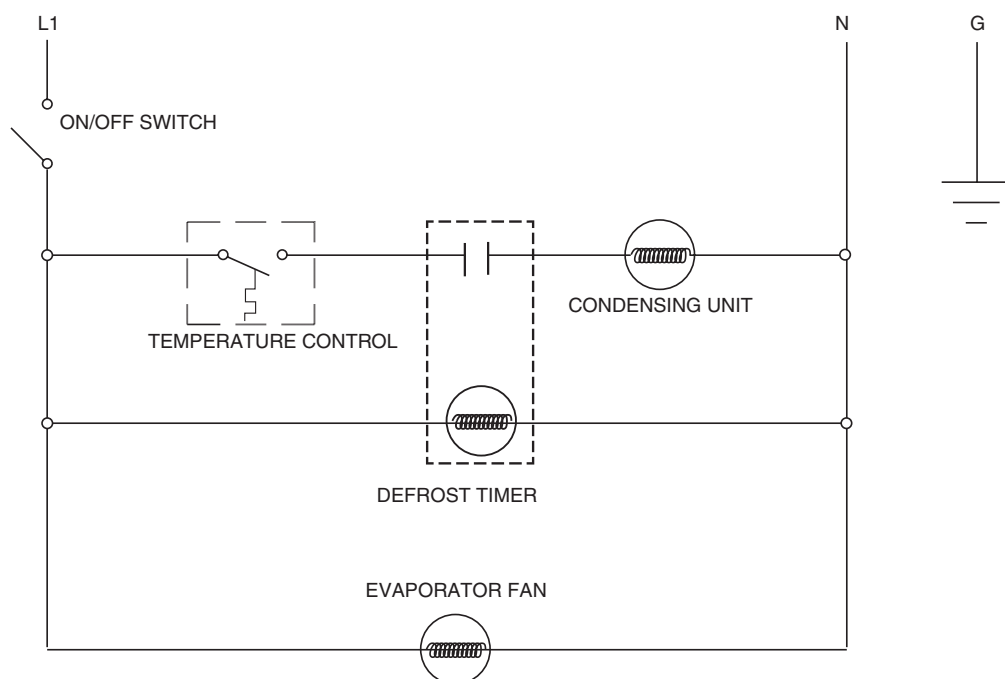 L1
N
G
ON/OFF SWITCH
CONDENSING UNIT
TEMPERATURE CONTROL
DEFROST TIMER
EVAPORATOR FAN